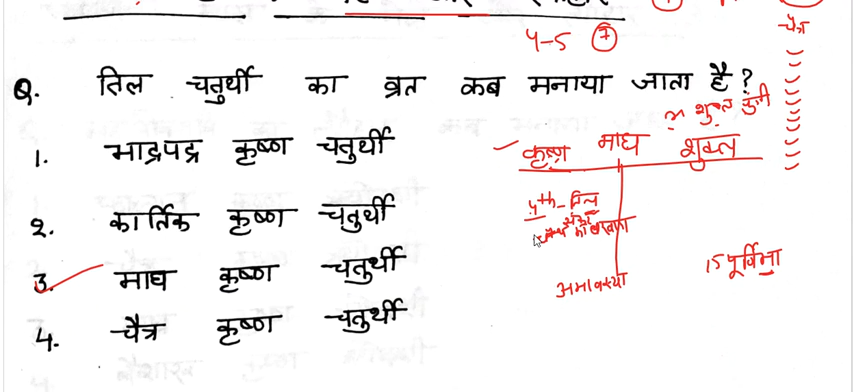 4-5 7
चैत्र
Q. तिल चतुर्थी का व्रत कब मनाया जाता है?
शुक्ल
1. भाद्रपद्र कृष्ण चतुर्थी
कृष्ण माघ शुक्ल
2. कार्तिक कृष्ण चतुर्थी
4th - तिल
3. माघ कृष्ण चतुर्थी
अमावस्या
15 पूर्णिमा
4. चैत्र कृष्ण चतुर्थी